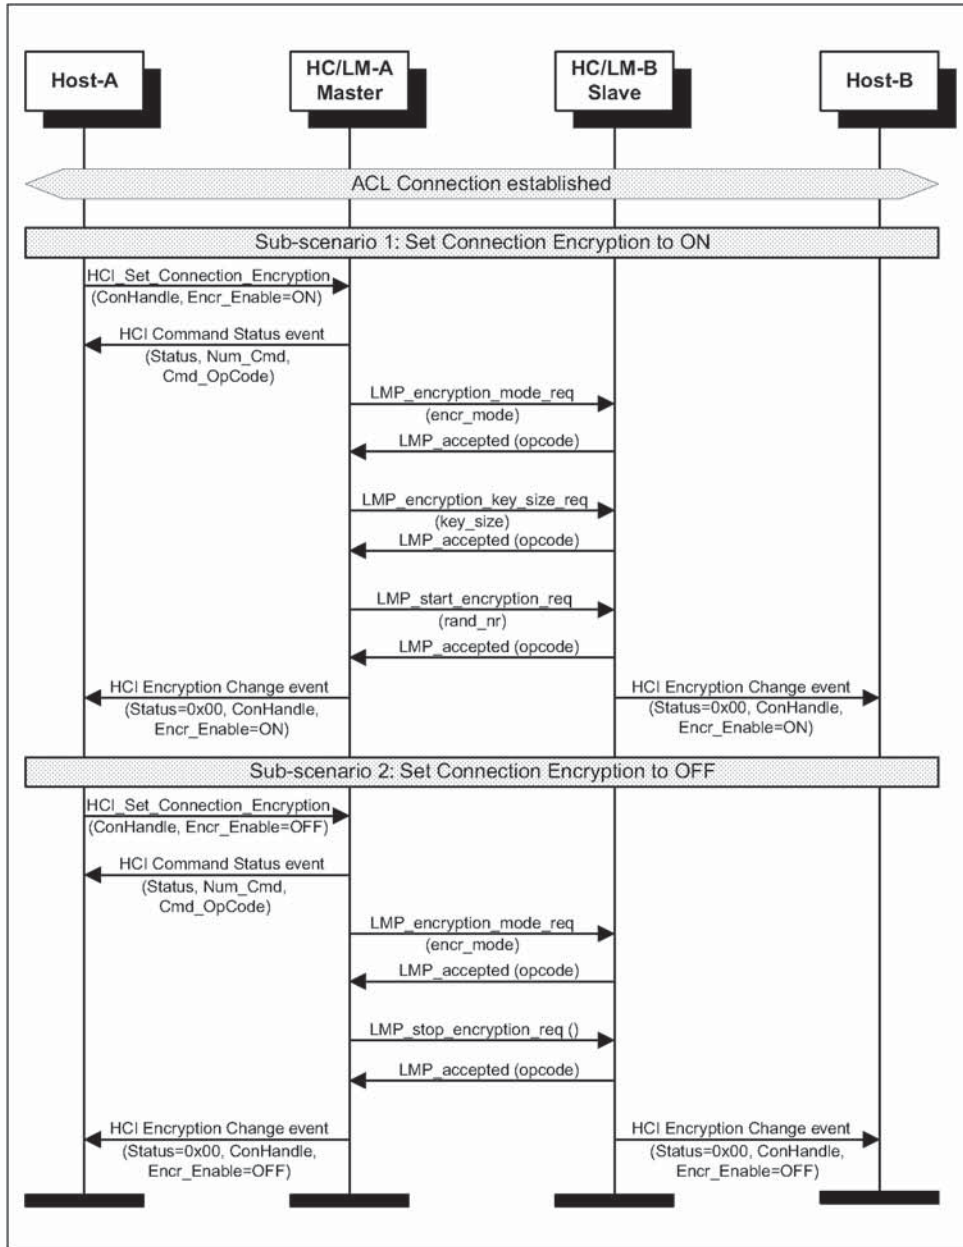 Host-A
HC/LM-A
Master
HC/LM-B
Slave
Host-B
ACL Connection established
Sub-scenario 1: Set Connection Encryption to ON
HCI_Set_Connection_Encryption
(ConHandle, Encr_Enable=ON)
HCI Command Status event
(Status, Num_Cmd,
Cmd_OpCode)
LMP_encryption_mode_req
(encr_mode)
LMP_accepted (opcode)
LMP_encryption_key_size_req
(key_size)
LMP_accepted (opcode)
LMP_start_encryption_req
(rand_nr)
LMP_accepted (opcode)
HCI Encryption Change event
(Status=0x00, ConHandle,
Encr_Enable=ON)
HCI Encryption Change event
(Status=0x00, ConHandle,
Encr_Enable=ON)
Sub-scenario 2: Set Connection Encryption to OFF
HCI_Set_Connection_Encryption
(ConHandle, Encr_Enable=OFF)
HCI Command Status event
(Status, Num_Cmd,
Cmd_OpCode)
LMP_encryption_mode_req
(encr_mode)
LMP_accepted (opcode)
LMP_stop_encryption_req ()
LMP_accepted (opcode)
HCI Encryption Change event
(Status=0x00, ConHandle,
Encr_Enable=OFF)
HCI Encryption Change event
(Status=0x00, ConHandle,
Encr_Enable=OFF)